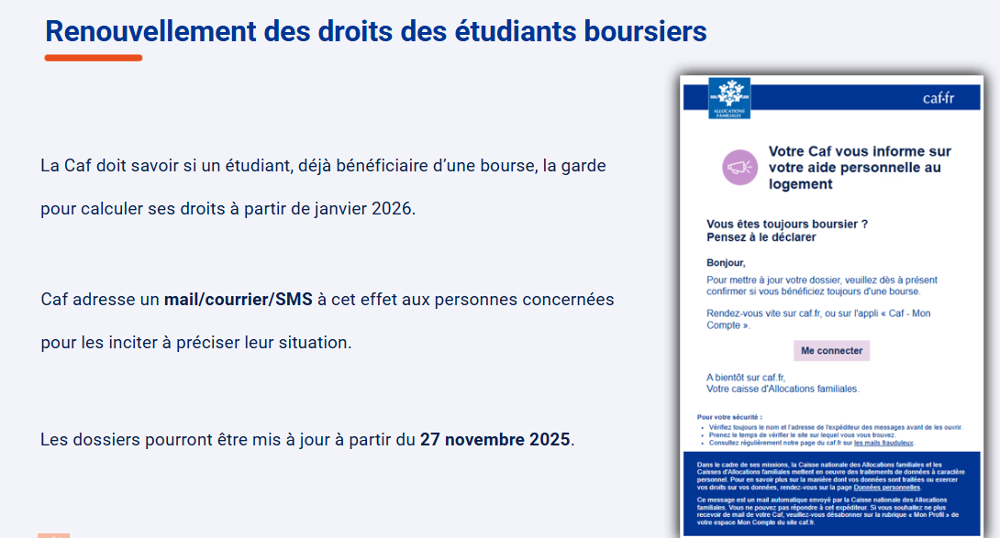 Renouvellement des droits des étudiants boursiers
La Caf doit savoir si un étudiant, déjà bénéficiaire d’une bourse, la garde
pour calculer ses droits à partir de janvier 2026.
Caf adresse un mail/courrier/SMS à cet effet aux personnes concernées
pour les inciter à préciser leur situation.
Les dossiers pourront être mis à jour à partir du 27 novembre 2025.
ALLOCATIONS
FAMILIALES
caf.fr
Votre Caf vous informe sur
votre aide personnelle au
logement
Vous êtes toujours boursier ?
Pensez à le déclarer
Bonjour,
Pour mettre à jour votre dossier, veuillez dès à présent
confirmer si vous bénéficiez toujours d'une bourse.
Rendez-vous vite sur caf.fr, ou sur l'appli « Caf - Mon
Compte ».
Me connecter
A bientôt sur caf.fr,
Votre caisse d'Allocations familiales.
Pour votre sécurité :
• Vérifiez toujours le nom et l'adresse de l'expéditeur des messages avant de les ouvrir.
• Prenez le temps de vérifier le site sur lequel vous vous trouvez.
• Consultez régulièrement notre page du caf.fr sur les mails frauduleux.
Dans le cadre de ses missions, la Caisse nationale des Allocations familiales et les
Caisses d'Allocations familiales mettent en oeuvre des traitements de données à caractère
personnel. Pour en savoir plus sur la manière dont vos données sont traitées ou exercer
vos droits sur vos données, rendez-vous sur la page Données personnelles.
Ce message est un mail automatique envoyé par la Caisse nationale des Allocations
familiales. Vous ne pouvez pas répondre à cet expéditeur. Si vous souhaitez ne plus
recevoir de mail de votre Caf, veuillez-vous désabonner sur la rubrique « Mon Profil » de
votre espace Mon Compte du site caf.fr.